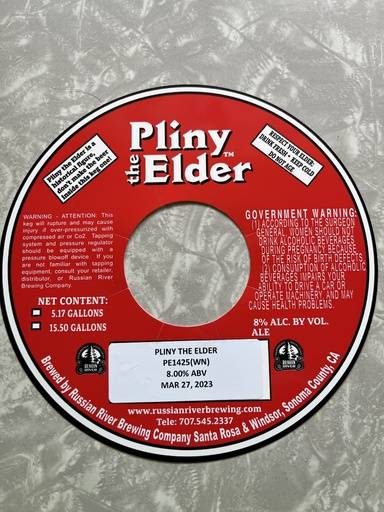 Pliny
the Elder™
Pliny the Elder is a
historical figure,
don't make the beer
inside this keg one!
RESPECT YOUR ELDER:
DRINK FRESH • KEEP COLD
DO NOT AGE
WARNING - ATTENTION: This
keg will rupture and may cause
injury if over-pressurized with
compressed air or Co2. Tapping
system and pressure regulator
should be equipped with a
pressure blowoff device. If you
are not familiar with tapping
equipment, consult your retailer,
distributor, or Russian River
Brewing Company.
GOVERNMENT WARNING:
(1) ACCORDING TO THE SURGEON
GENERAL, WOMEN SHOULD NOT
DRINK ALCOHOLIC BEVERAGES
DURING PREGNANCY BECAUSE
OF THE RISK OF BIRTH DEFECTS.
(2) CONSUMPTION OF ALCOHOLIC
BEVERAGES IMPAIRS YOUR
ABILITY TO DRIVE A CAR OR
OPERATE MACHINERY, AND MAY
CAUSE HEALTH PROBLEMS.
NET CONTENT:
5.17 GALLONS
15.50 GALLONS
8% ALC. BY VOL.
ALE
PLINY THE ELDER
PE1425(WN)
8.00% ABV
MAR 27, 2023
RUSSIAN
RIVER
RUSSIAN
RIVER
www.russianriverbrewing.com
Tele: 707.545.2337
Brewed by Russian River Brewing Company Santa Rosa & Windsor, Sonoma County, CA